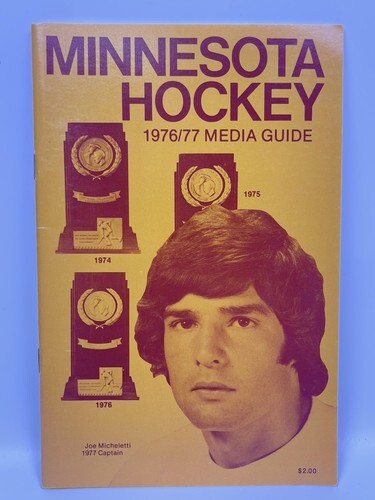 MINNESOTA
HOCKEY
1976/77 MEDIA GUIDE
1975
1974
1976
Joe Micheletti
1977 Captain
$2.00